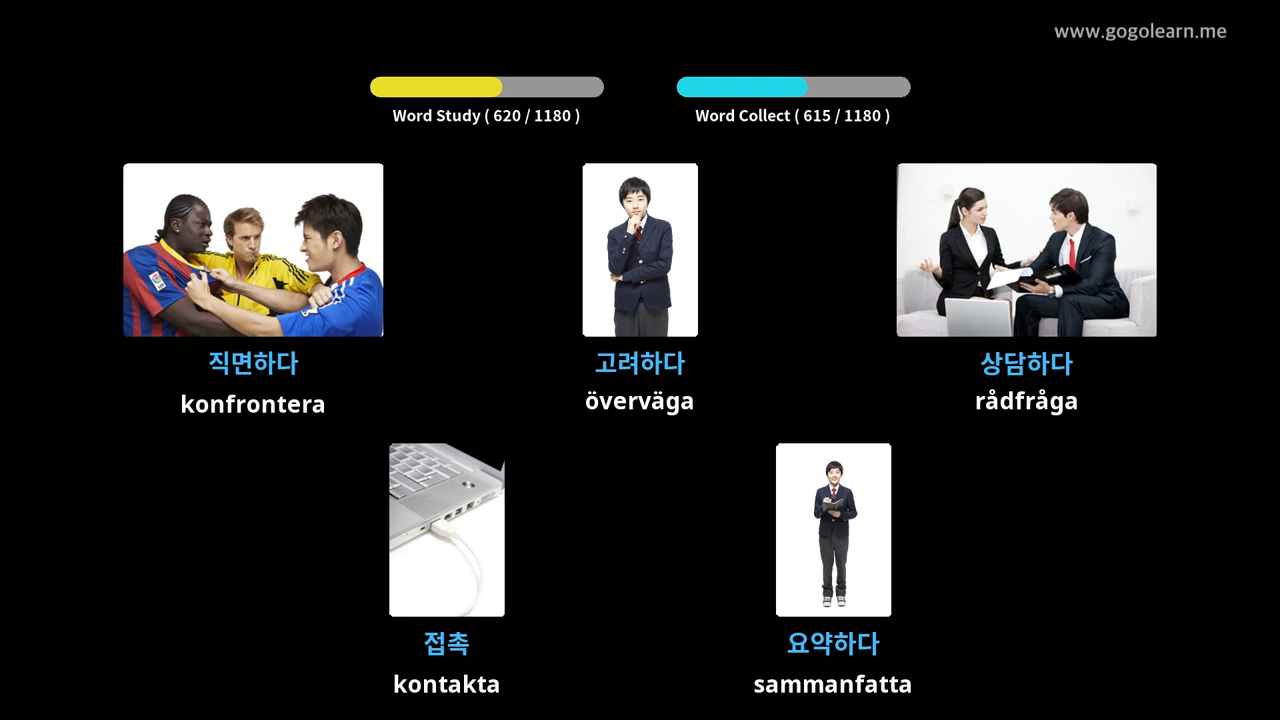 www.gogolearn.me
Word Study ( 620 / 1180 )
Word Collect ( 615 / 1180 )
직면하다
고려하다
상담하다
konfrontera
överväga
rådfråga
접촉
요약하다
kontakta
sammanfatta